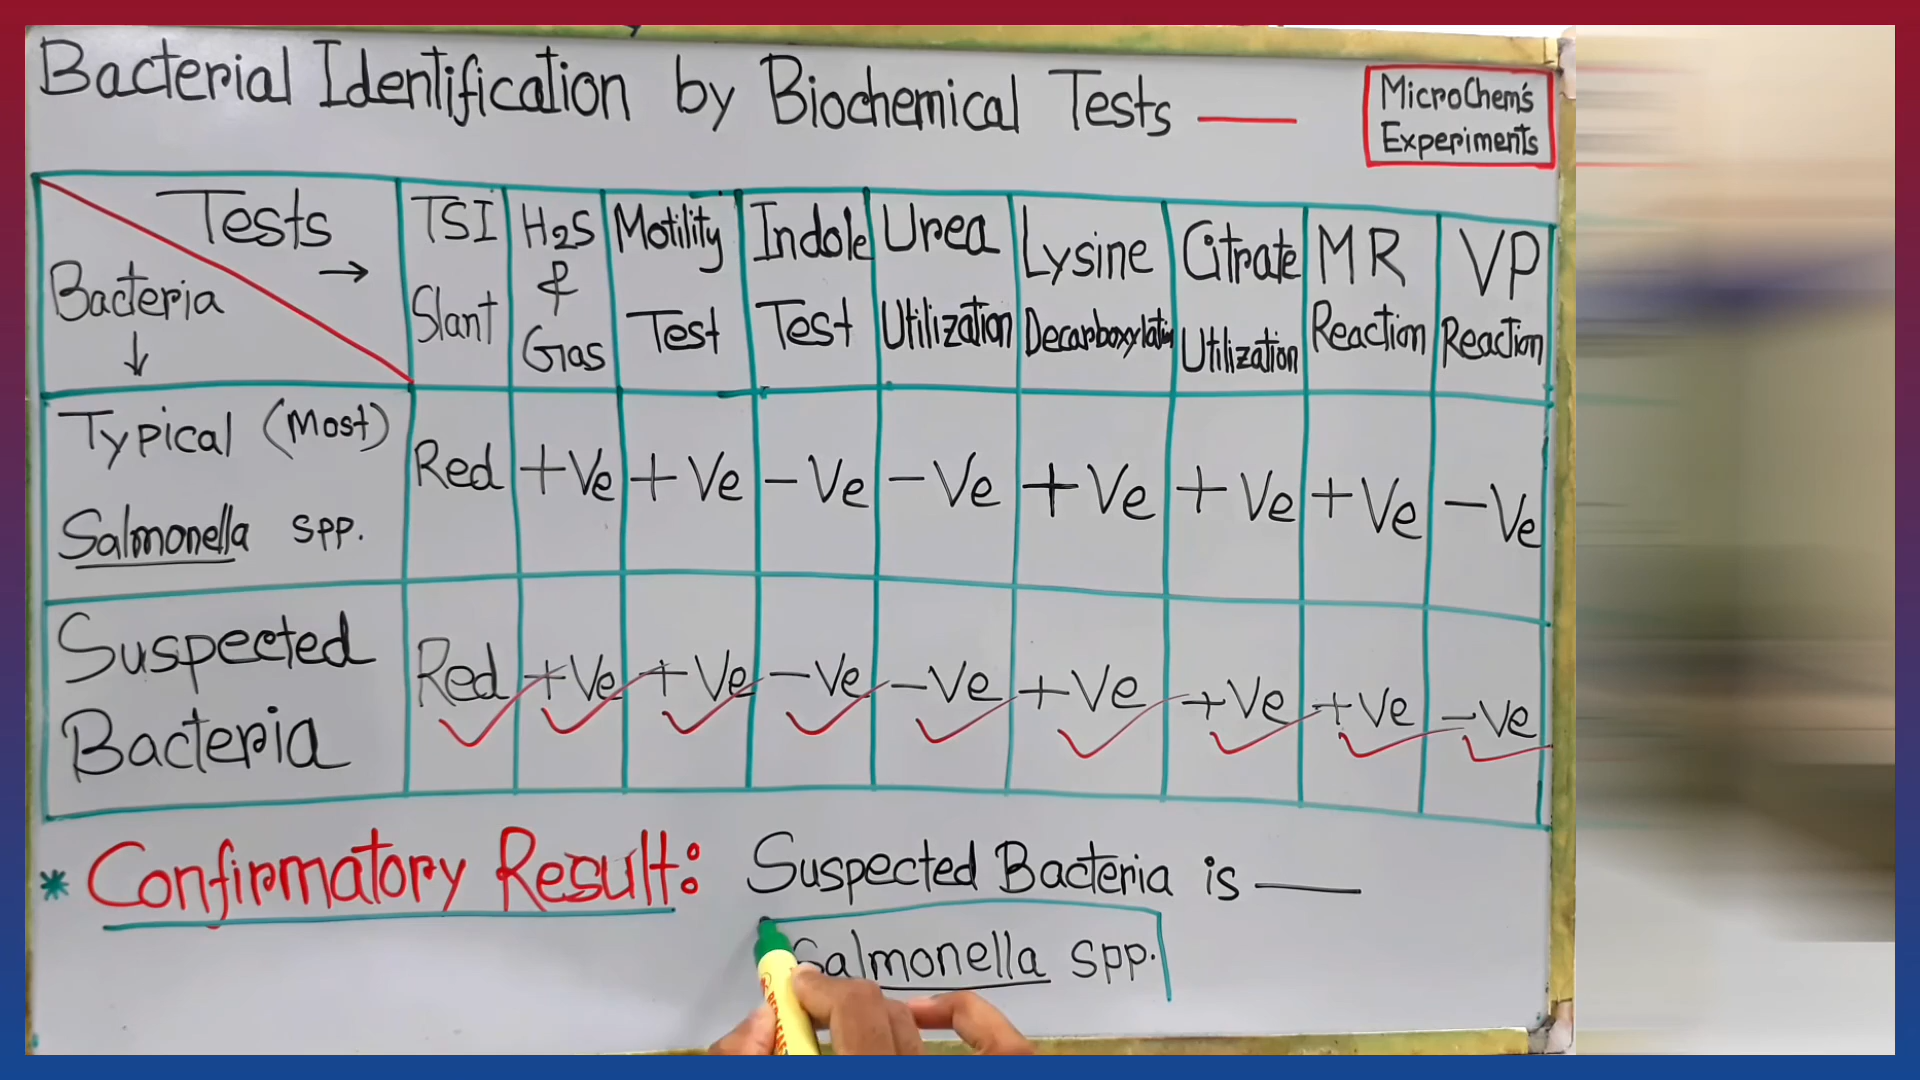 Bacterial Identification by Biochemical Tests —
MicroChem's
Experiments
Tests →
Bacteria ↓
TSI
Slant
H2S
&
Gas
Motility
Test
Indole
Test
Urea
Utilization
Lysine
Decarboxylation
Citrate
Utilization
MR
Reaction
VP
Reaction
Typical (Most)
Salmonella spp.
Red +Ve +Ve -Ve -Ve +Ve +Ve +Ve -Ve
Suspected
Bacteria
Red +Ve +Ve -Ve -Ve +Ve +Ve +Ve -Ve
* Confirmatory Result: Suspected Bacteria is —
Salmonella spp.